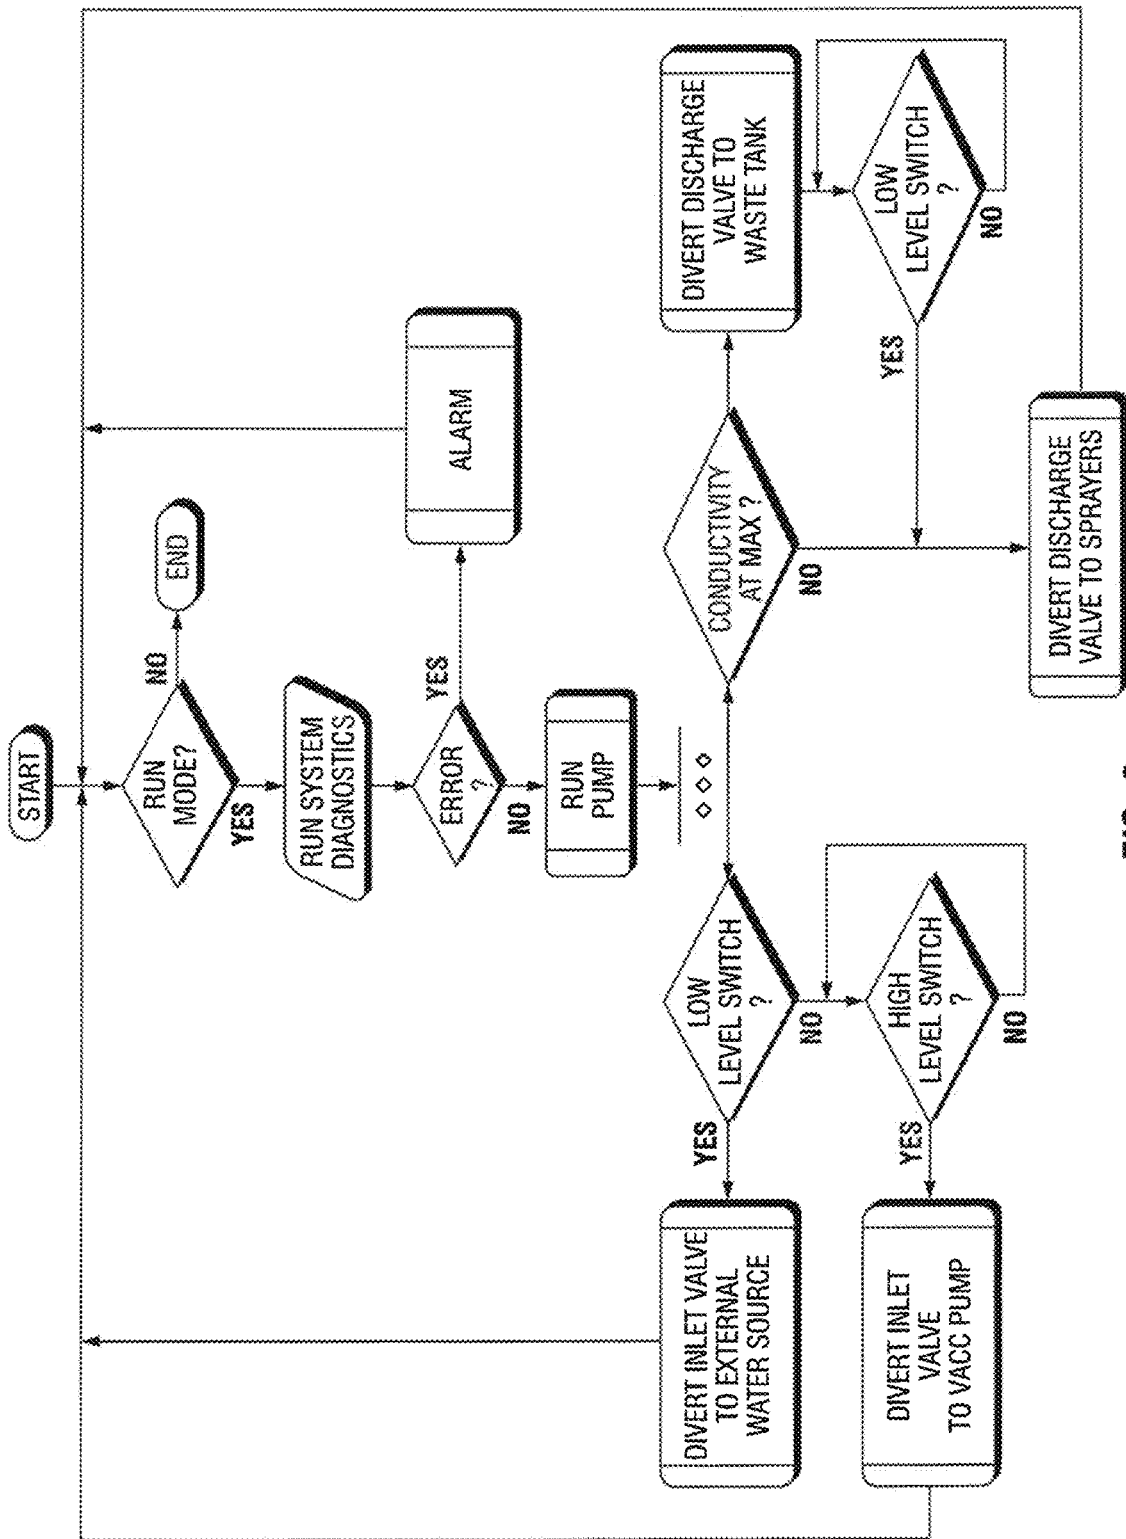 START
RUN
MODE?
NO
END
YES
RUN SYSTEM
DIAGNOSTICS
ERROR
?
YES
ALARM
NO
RUN
PUMP
LOW
LEVEL SWITCH
?
YES
DIVERT INLET VALVE
TO EXTERNAL
WATER SOURCE
NO
HIGH
LEVEL SWITCH
?
YES
DIVERT INLET
VALVE
TO VACC PUMP
NO
CONDUCTIVITY
AT MAX ?
DIVERT DISCHARGE
VALVE TO
WASTE TANK
LOW
LEVEL SWITCH
?
NO
YES
NO
DIVERT DISCHARGE
VALVE TO SPRAYERS